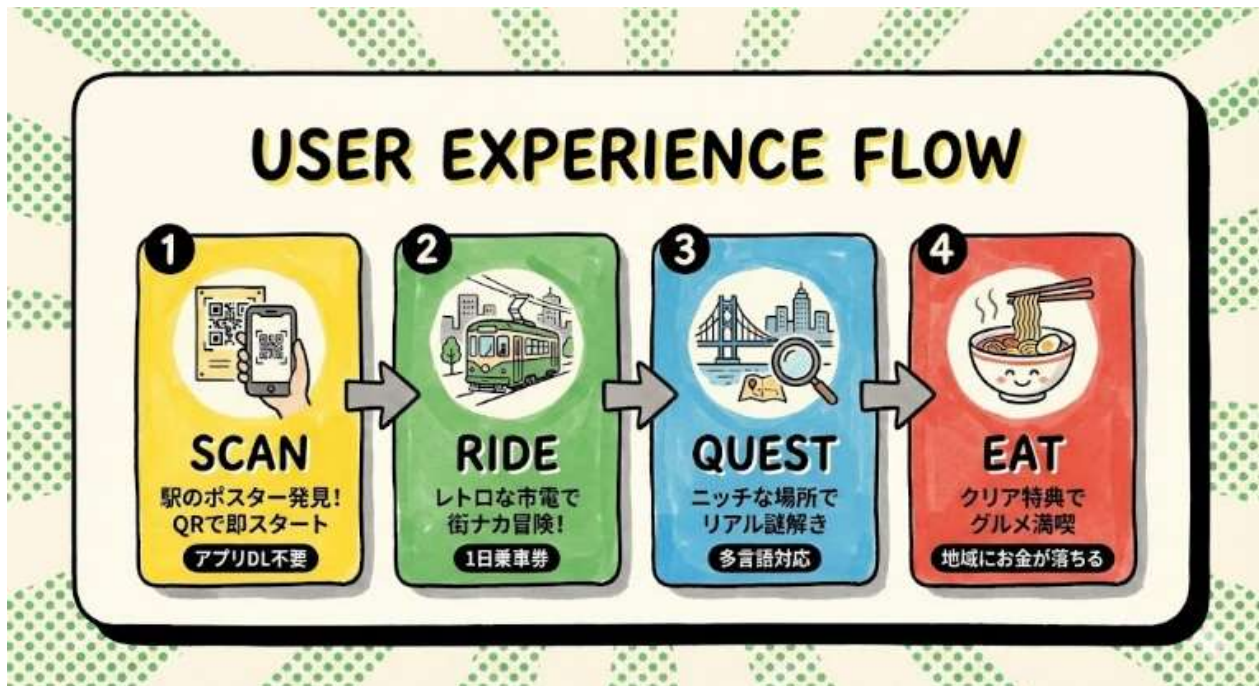 USER EXPERIENCE FLOW
1
SCAN
駅のポスター発見!
QRで即スタート
アプリDL不要
2
RIDE
レトロな市電で
街ナカ冒険!
1日乗車券
3
QUEST
ニッチな場所で
リアル謎解き
多言語対応
4
EAT
クリア特典で
グルメ満喫
地域にお金が落ちる